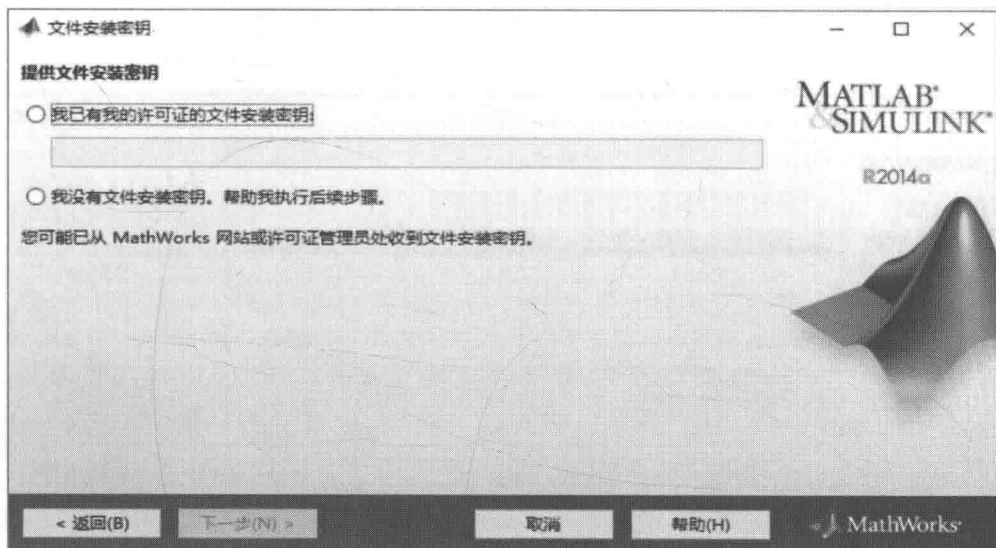 文件安装密钥
提供文件安装密钥
我已有我的许可证的文件安装密钥:
我没有文件安装密钥。帮助我执行后续步骤。
您可能已从 MathWorks 网站或许可证管理员处收到文件安装密钥。
MATLAB®
&SIMULINK®
R2014a
< 返回(B)
下一步(N) >
取消
帮助(H)
MathWorks®